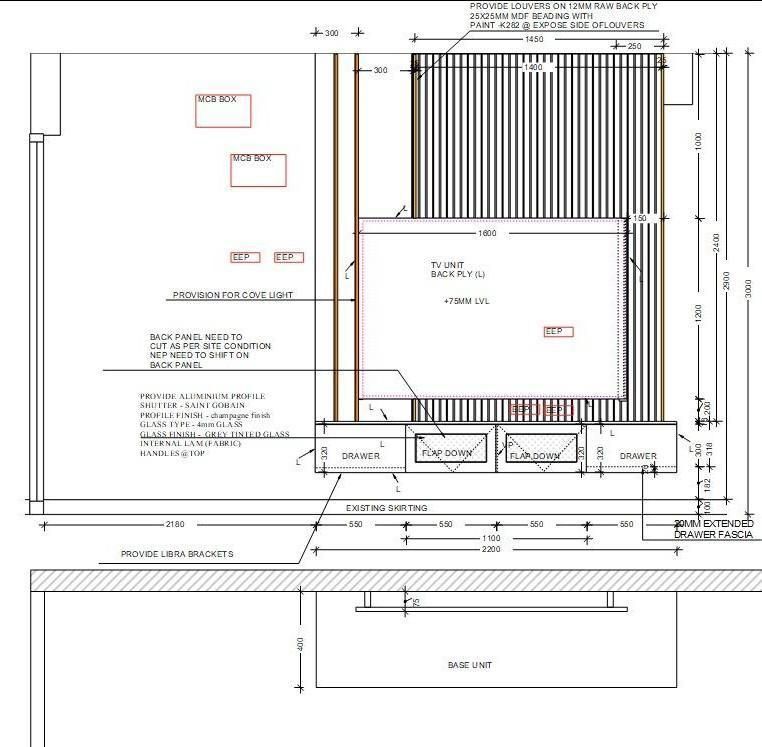 PROVIDE LOUVERS ON 12MM RAW BACK PLY
25X25MM MDF BEADING WITH
PAINT -K282 @ EXPOSE SIDE OFLOUVERS
300
1450
250
300
1400
25
MCB BOX
MCB BOX
1000
L
150
2400
2900
3000
1600
EEP
EEP
L
TV UNIT
BACK PLY (L)
L
PROVISION FOR COVE LIGHT
+75MM LVL
1200
EEP
BACK PANEL NEED TO
CUT AS PER SITE CONDITION
NEP NEED TO SHIFT ON
BACK PANEL
PROVIDE ALUMINIUM PROFILE
SHUTTER - SAINT GOBAIN
PROFILE FINISH - champagne finish
GLASS TYPE - 4mm GLASS
GLASS FINISH - GREY TINTED GLASS
INTERNAL LAM (FABRIC)
HANDLES@TOP
L
EEP
EEP
L
200
L
L
L
320
DRAWER
FLAP DOWN
VP
FLAP DOWN
320
320
DRAWER
L
300
318
L
L
182
100
EXISTING SKIRTING
2180
550
550
550
550
20MM EXTENDED
DRAWER FASCIA
1100
2200
PROVIDE LIBRA BRACKETS
75
400
BASE UNIT